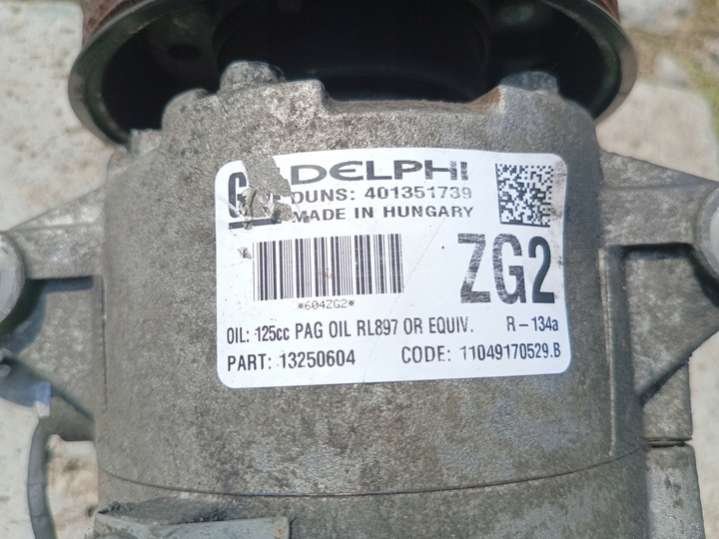 DELPHI
DUNS: 401351739
MADE IN HUNGARY
ZG2
*604ZG2*
OIL: 125cc PAG OIL RL897 OR EQUIV. R-134a
PART: 13250604 CODE: 11049170529.B